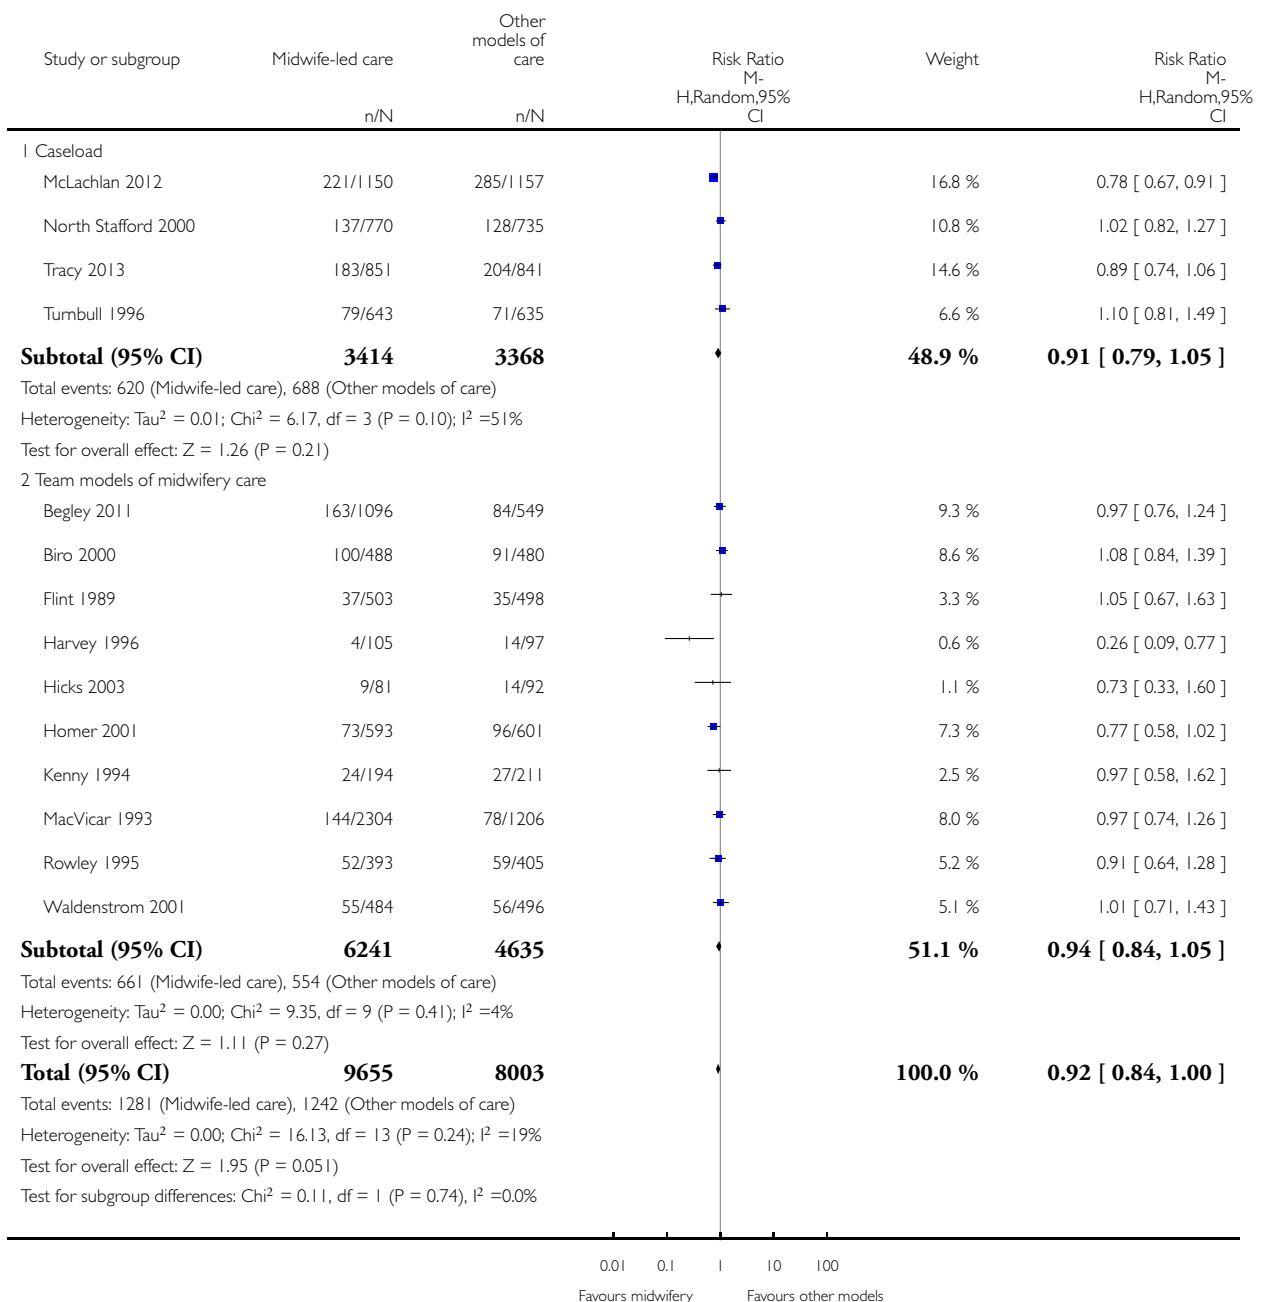 Other
models of
Study or subgroup Midwife-led care care Risk Ratio Weight Risk Ratio
M- M-
H,Random,95% H,Random,95%
n/N n/N CI CI
1 Caseload
McLachlan 2012 221/1150 285/1157 16.8 % 0.78 [ 0.67, 0.91 ]
North Stafford 2000 137/770 128/735 10.8 % 1.02 [ 0.82, 1.27 ]
Tracy 2013 183/851 204/841 14.6 % 0.89 [ 0.74, 1.06 ]
Turnbull 1996 79/643 71/635 6.6 % 1.10 [ 0.81, 1.49 ]
Subtotal (95% CI) 3414 3368 48.9 % 0.91 [ 0.79, 1.05 ]
Total events: 620 (Midwife-led care), 688 (Other models of care)
Heterogeneity: Tau² = 0.01; Chi² = 6.17, df = 3 (P = 0.10); I² =51%
Test for overall effect: Z = 1.26 (P = 0.21)
2 Team models of midwifery care
Begley 2011 163/1096 84/549 9.3 % 0.97 [ 0.76, 1.24 ]
Biro 2000 100/488 91/480 8.6 % 1.08 [ 0.84, 1.39 ]
Flint 1989 37/503 35/498 3.3 % 1.05 [ 0.67, 1.63 ]
Harvey 1996 4/105 14/97 0.6 % 0.26 [ 0.09, 0.77 ]
Hicks 2003 9/81 14/92 1.1 % 0.73 [ 0.33, 1.60 ]
Homer 2001 73/593 96/601 7.3 % 0.77 [ 0.58, 1.02 ]
Kenny 1994 24/194 27/211 2.5 % 0.97 [ 0.58, 1.62 ]
MacVicar 1993 144/2304 78/1206 8.0 % 0.97 [ 0.74, 1.26 ]
Rowley 1995 52/393 59/405 5.2 % 0.91 [ 0.64, 1.28 ]
Waldenstrom 2001 55/484 56/496 5.1 % 1.01 [ 0.71, 1.43 ]
Subtotal (95% CI) 6241 4635 51.1 % 0.94 [ 0.84, 1.05 ]
Total events: 661 (Midwife-led care), 554 (Other models of care)
Heterogeneity: Tau² = 0.00; Chi² = 9.35, df = 9 (P = 0.41); I² =4%
Test for overall effect: Z = 1.11 (P = 0.27)
Total (95% CI) 9655 8003 100.0 % 0.92 [ 0.84, 1.00 ]
Total events: 1281 (Midwife-led care), 1242 (Other models of care)
Heterogeneity: Tau² = 0.00; Chi² = 16.13, df = 13 (P = 0.24); I² =19%
Test for overall effect: Z = 1.95 (P = 0.051)
Test for subgroup differences: Chi² = 0.11, df = 1 (P = 0.74), I² =0.0%
0.01 0.1 1 10 100
Favours midwifery Favours other models